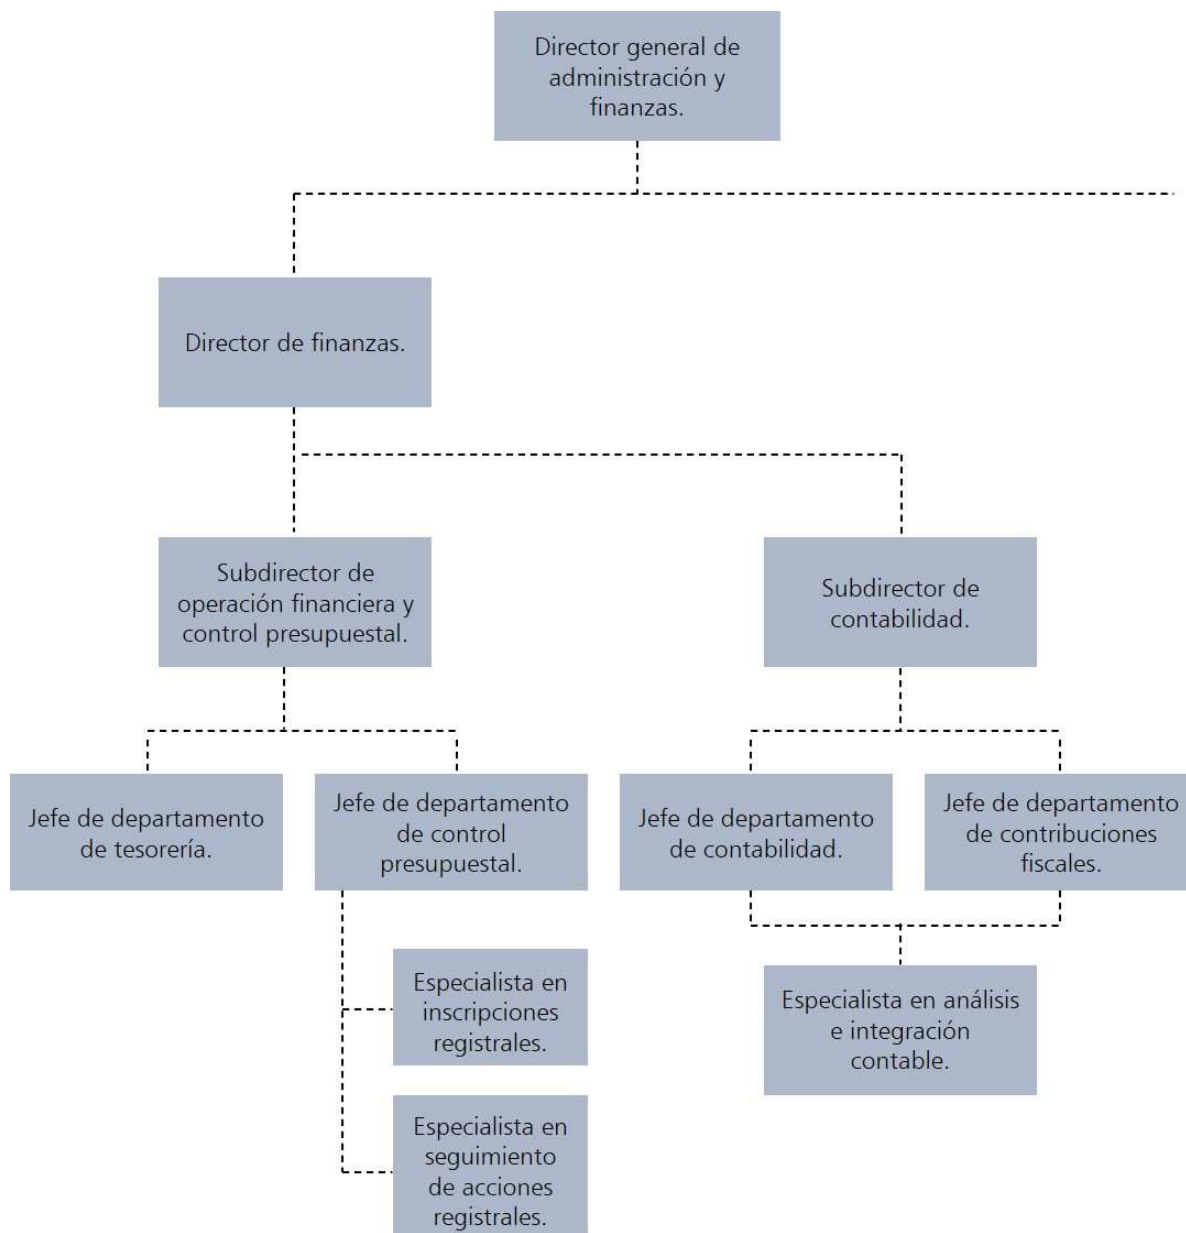 Director general de
administración y
finanzas.
Director de finanzas.
Subdirector de
operación financiera y
control presupuestal.
Subdirector de
contabilidad.
Jefe de departamento
de tesorería.
Jefe de departamento
de control
presupuestal.
Jefe de departamento
de contabilidad.
Jefe de departamento
de contribuciones
fiscales.
Especialista en
inscripciones
registrales.
Especialista en análisis
e integración
contable.
Especialista en
seguimiento
de acciones
registrales.